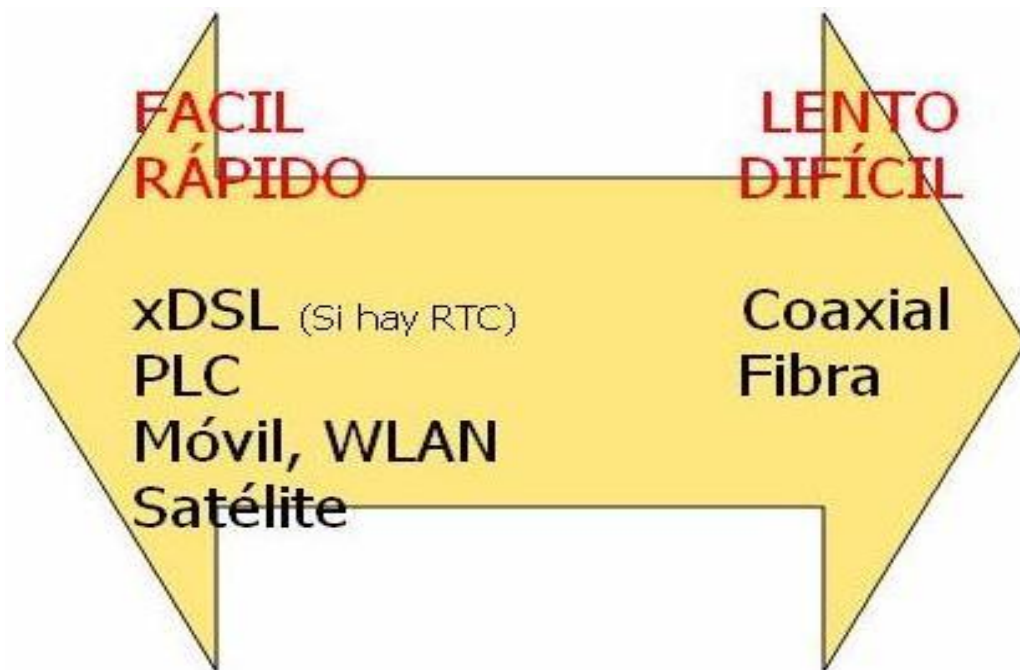 FACIL
RÁPIDO
xDSL (Si hay RTC)
PLC
Móvil, WLAN
Satélite
LENTO
DIFÍCIL
Coaxial
Fibra